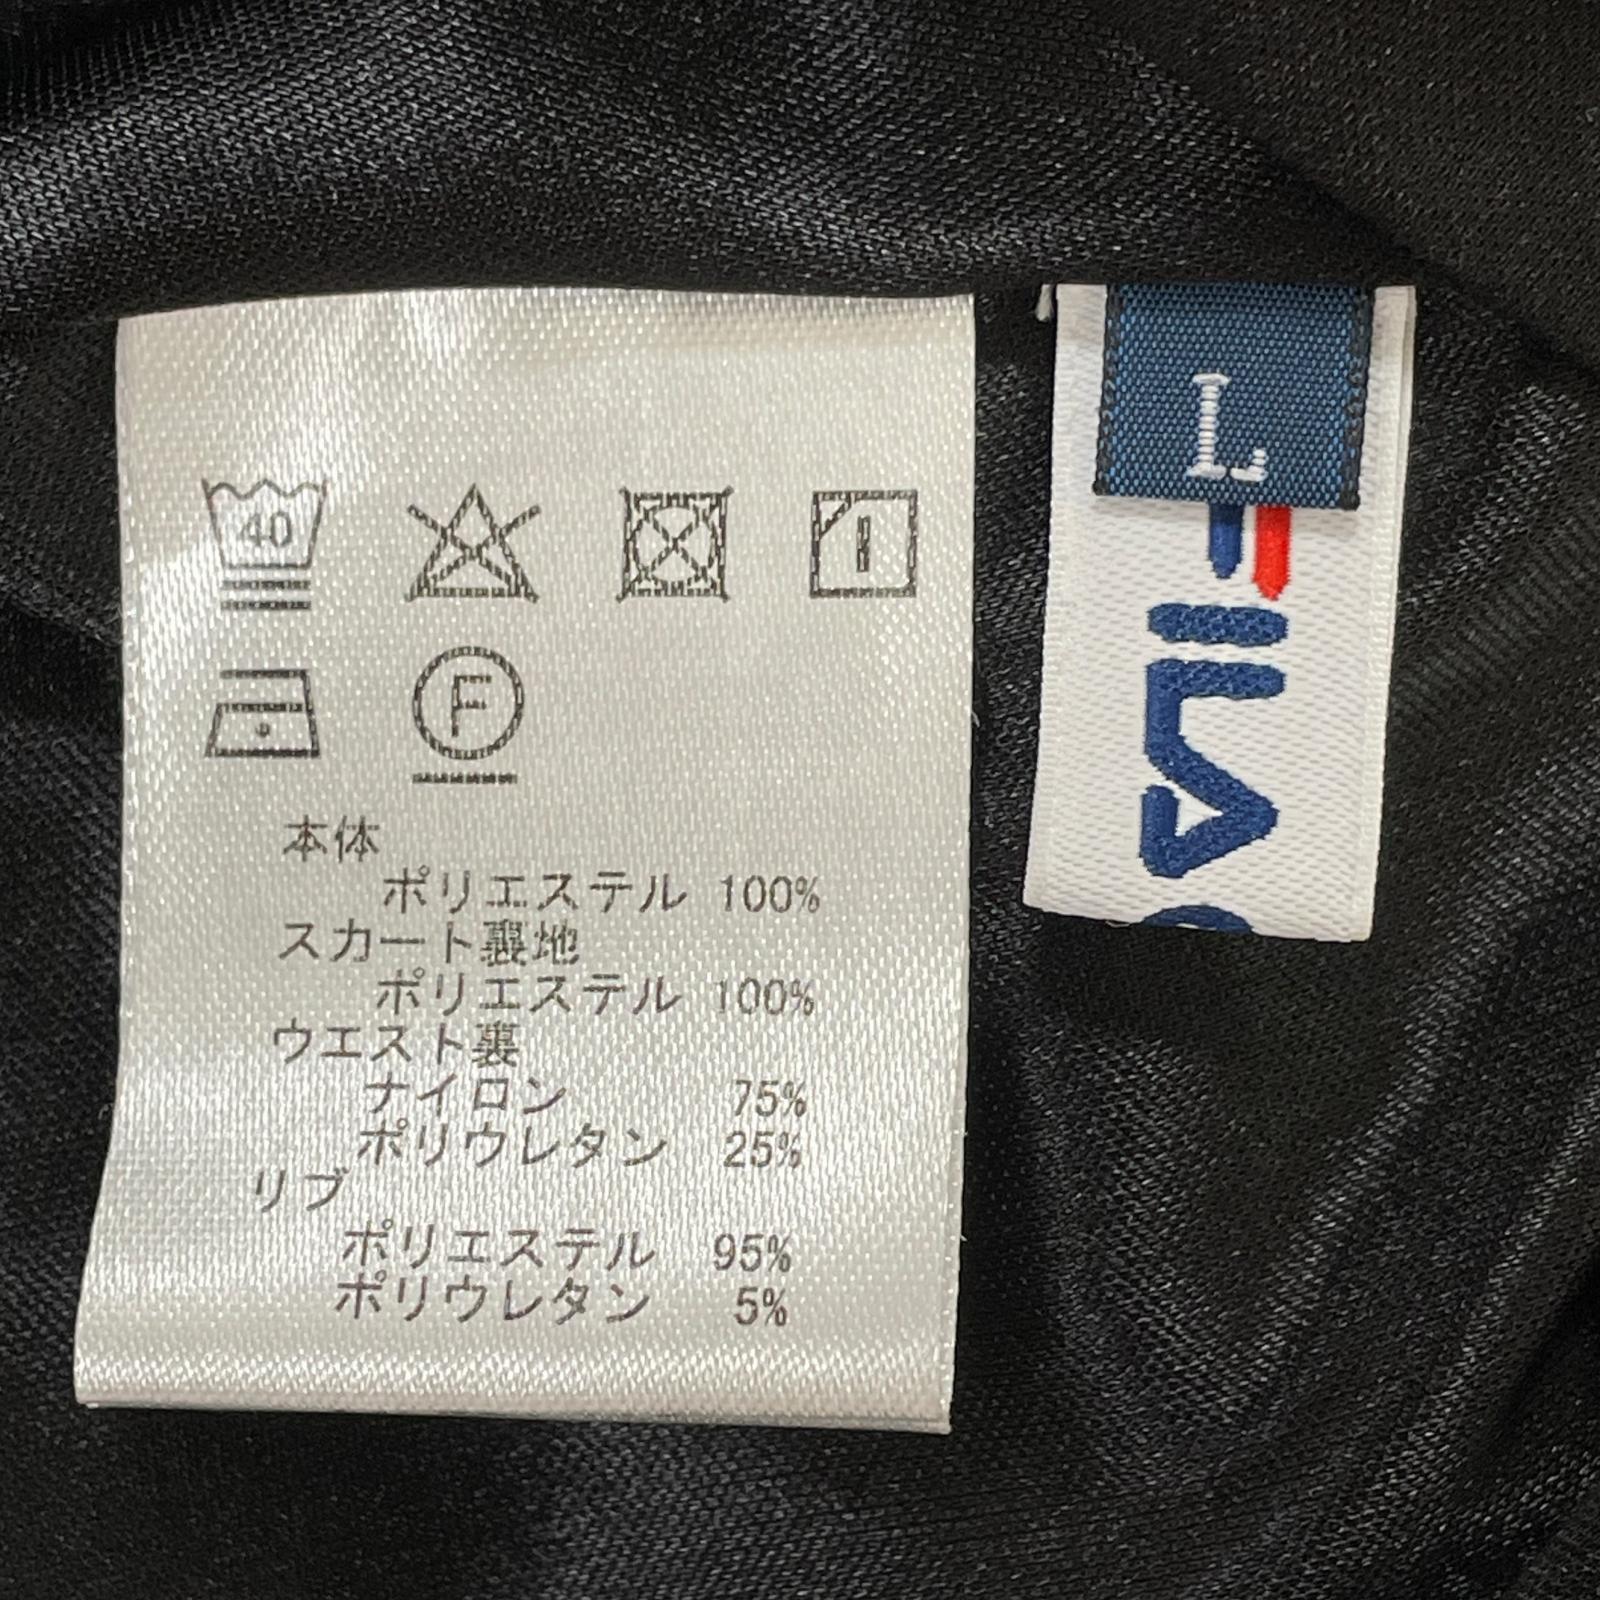 40
F
本体
ポリエステル 100%
スカート裏地
ポリエステル 100%
ウエスト裏
ナイロン 75%
ポリウレタン 25%
リブ
ポリエステル 95%
ポリウレタン 5%
L
FILA